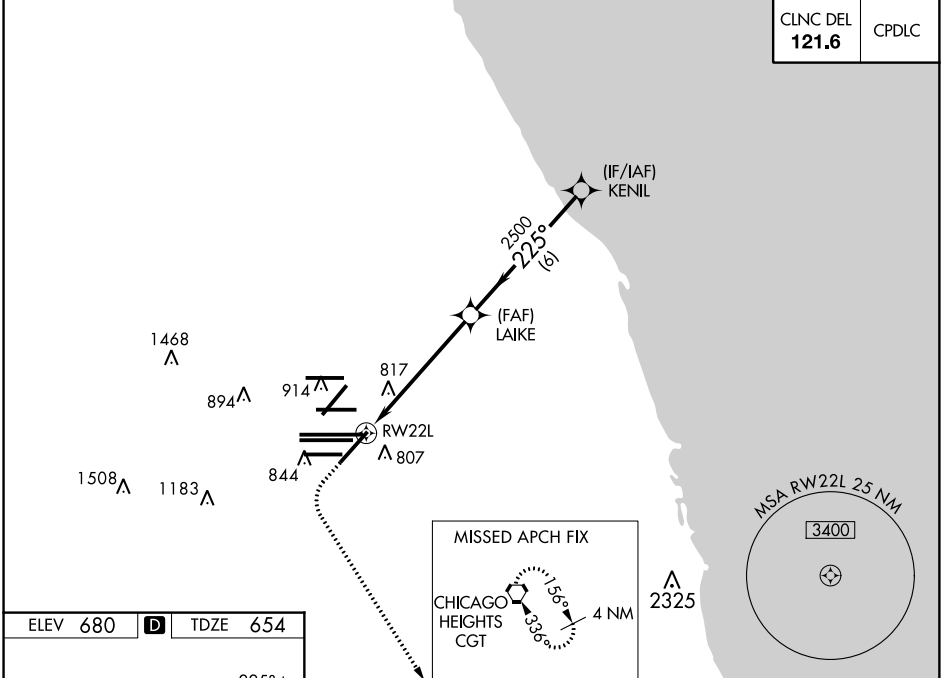 CLNC DEL
121.6
CPDLC
(IF/IAF)
KENIL
2500
225°
(6)
(FAF)
LAIKE
1468
817
914
894
RW22L
807
844
1508
1183
MSA RW22L 25 NM
3400
MISSED APCH FIX
CHICAGO
HEIGHTS
CGT
156°
336°
4 NM
2325
ELEV 680
D
TDZE 654